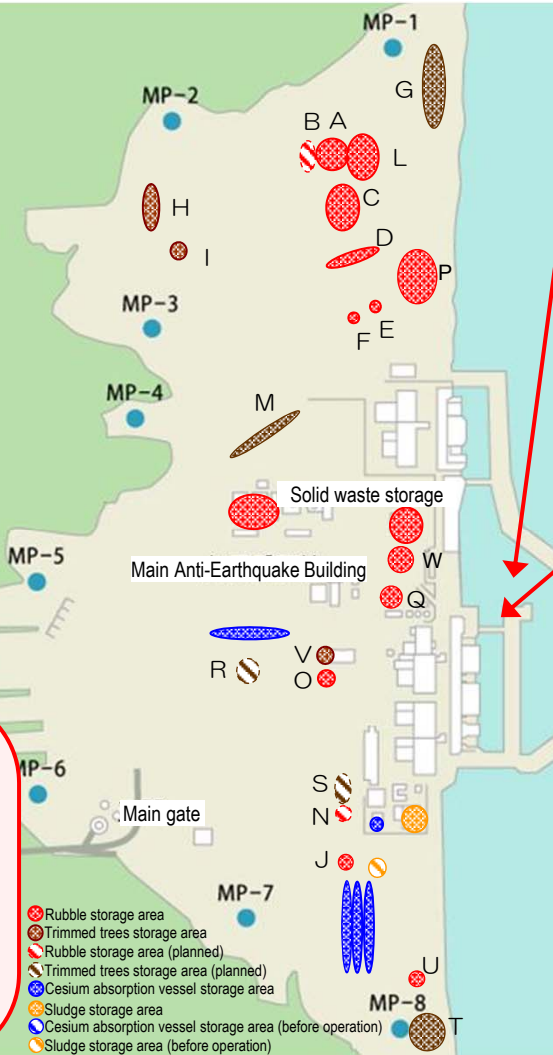 MP-1
G
MP-2
B A
L
H
C
I
D
P
MP-3
E
F
MP-4
M
Solid waste storage
MP-5
Main Anti-Earthquake Building
W
Q
V
R
O
MP-6
S
Main gate
N
J
MP-7
Rubble storage area
Trimmed trees storage area
Rubble storage area (planned)
Trimmed trees storage area (planned)
Cesium absorption vessel storage area
Sludge storage area
Cesium absorption vessel storage area (before operation)
Sludge storage area (before operation)
U
MP-8
T